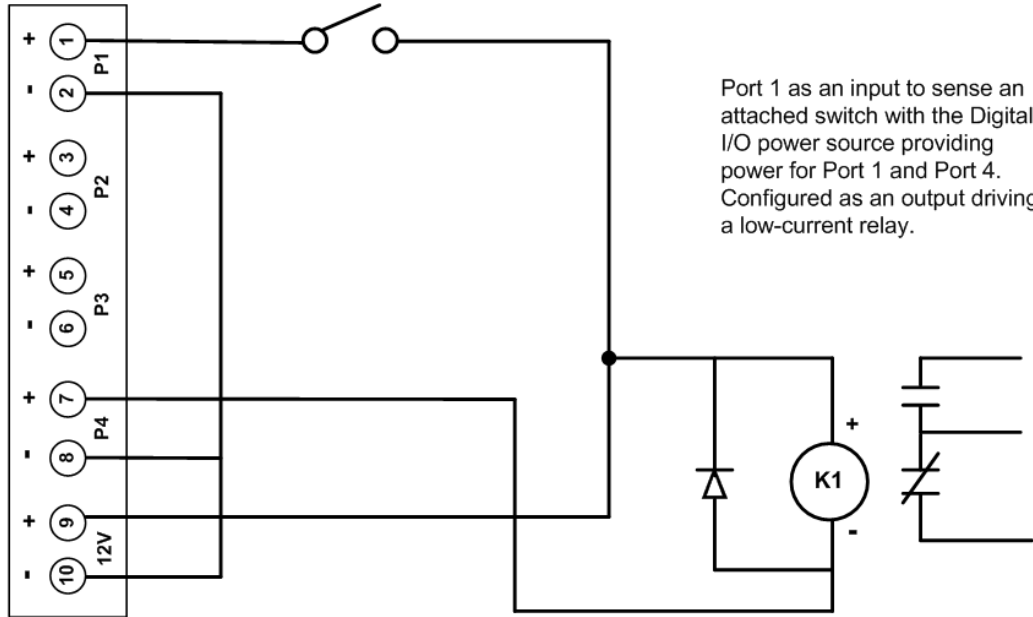 + 1 P1
- 2
+ 3 P2
- 4
+ 5 P3
- 6
+ 7 P4
- 8
+ 9 12V
- 10
Port 1 as an input to sense an
attached switch with the Digital
I/O power source providing
power for Port 1 and Port 4.
Configured as an output driving
a low-current relay.
+
K1
-